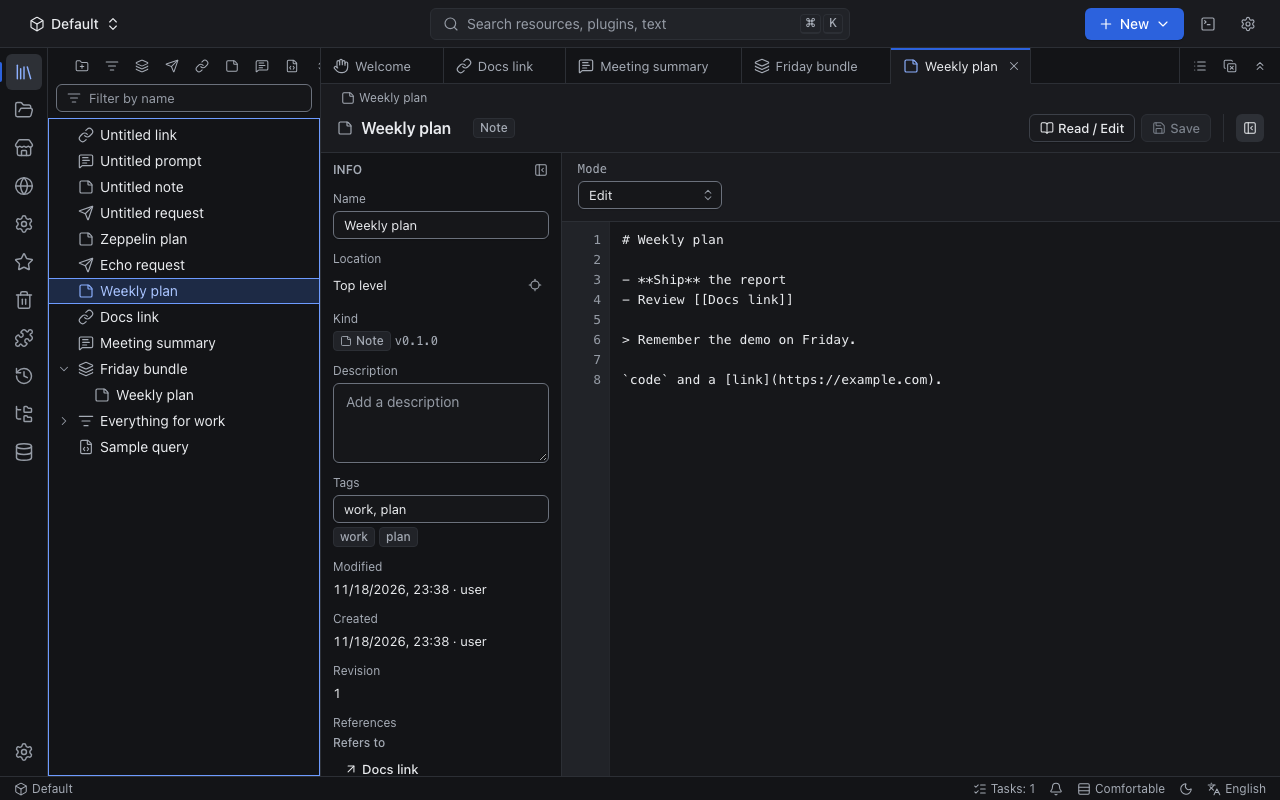 Default
Search resources, plugins, text
⌘ K
New
Welcome
Docs link
Meeting summary
Friday bundle
Weekly plan
Filter by name
Untitled link
Untitled prompt
Untitled note
Untitled request
Zeppelin plan
Echo request
Weekly plan
Docs link
Meeting summary
Friday bundle
Weekly plan
Everything for work
Sample query
Weekly plan
Weekly plan
Note
Read / Edit
Save
INFO
Name
Weekly plan
Location
Top level
Kind
Note v0.1.0
Description
Add a description
Tags
work, plan
work plan
Modified
11/18/2026, 23:38 · user
Created
11/18/2026, 23:38 · user
Revision
1
References
Refers to
Docs link
Mode
Edit
1 # Weekly plan
2
3 - **Ship** the report
4 - Review [[Docs link]]
5
6 > Remember the demo on Friday.
7
8 `code` and a [link](https://example.com).
Default
Tasks: 1
Comfortable
English